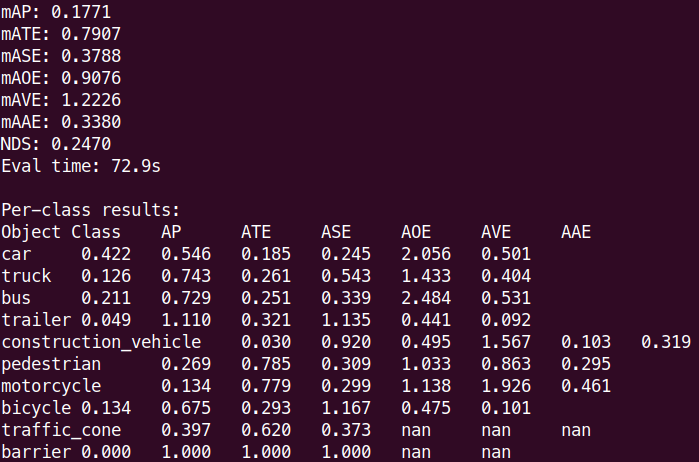 mAP: 0.1771
mATE: 0.7907
mASE: 0.3788
mAOE: 0.9076
mAVE: 1.2226
mAAE: 0.3380
NDS: 0.2470
Eval time: 72.9s

Per-class results:
Object Class AP ATE ASE AOE AVE AAE
car 0.422 0.546 0.185 0.245 2.056 0.501
truck 0.126 0.743 0.261 0.543 1.433 0.404
bus 0.211 0.729 0.251 0.339 2.484 0.531
trailer 0.049 1.110 0.321 1.135 0.441 0.092
construction_vehicle 0.030 0.920 0.495 1.567 0.103 0.319
pedestrian 0.269 0.785 0.309 1.033 0.863 0.295
motorcycle 0.134 0.779 0.299 1.138 1.926 0.461
bicycle 0.134 0.675 0.293 1.167 0.475 0.101
traffic_cone 0.397 0.620 0.373 nan nan nan
barrier 0.000 1.000 1.000 1.000 nan nan